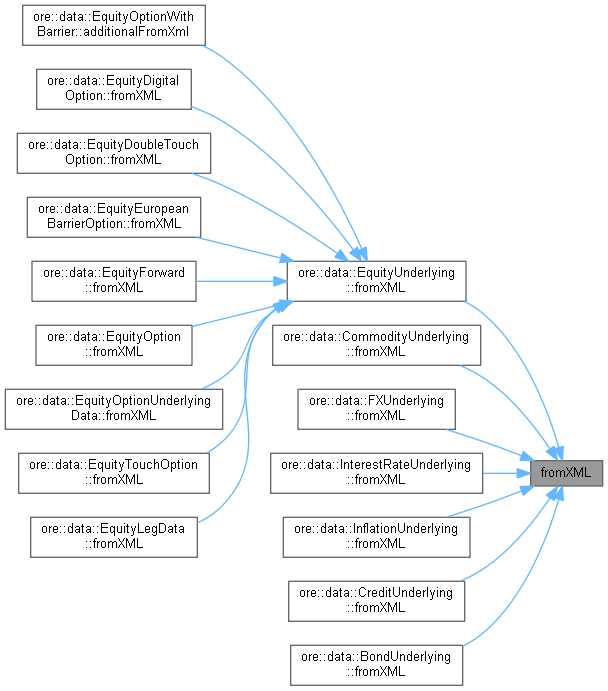 ore::data::EquityOptionWith
Barrier::additionalFromXml
ore::data::EquityDigital
Option::fromXML
ore::data::EquityDoubleTouch
Option::fromXML
ore::data::EquityEuropean
BarrierOption::fromXML
ore::data::EquityForward
::fromXML
ore::data::EquityOption
::fromXML
ore::data::EquityOptionUnderlying
Data::fromXML
ore::data::EquityTouchOption
::fromXML
ore::data::EquityLegData
::fromXML
ore::data::EquityUnderlying
::fromXML
ore::data::CommodityUnderlying
::fromXML
ore::data::FXUnderlying
::fromXML
ore::data::InterestRateUnderlying
::fromXML
ore::data::InflationUnderlying
::fromXML
ore::data::CreditUnderlying
::fromXML
ore::data::BondUnderlying
::fromXML
fromXML